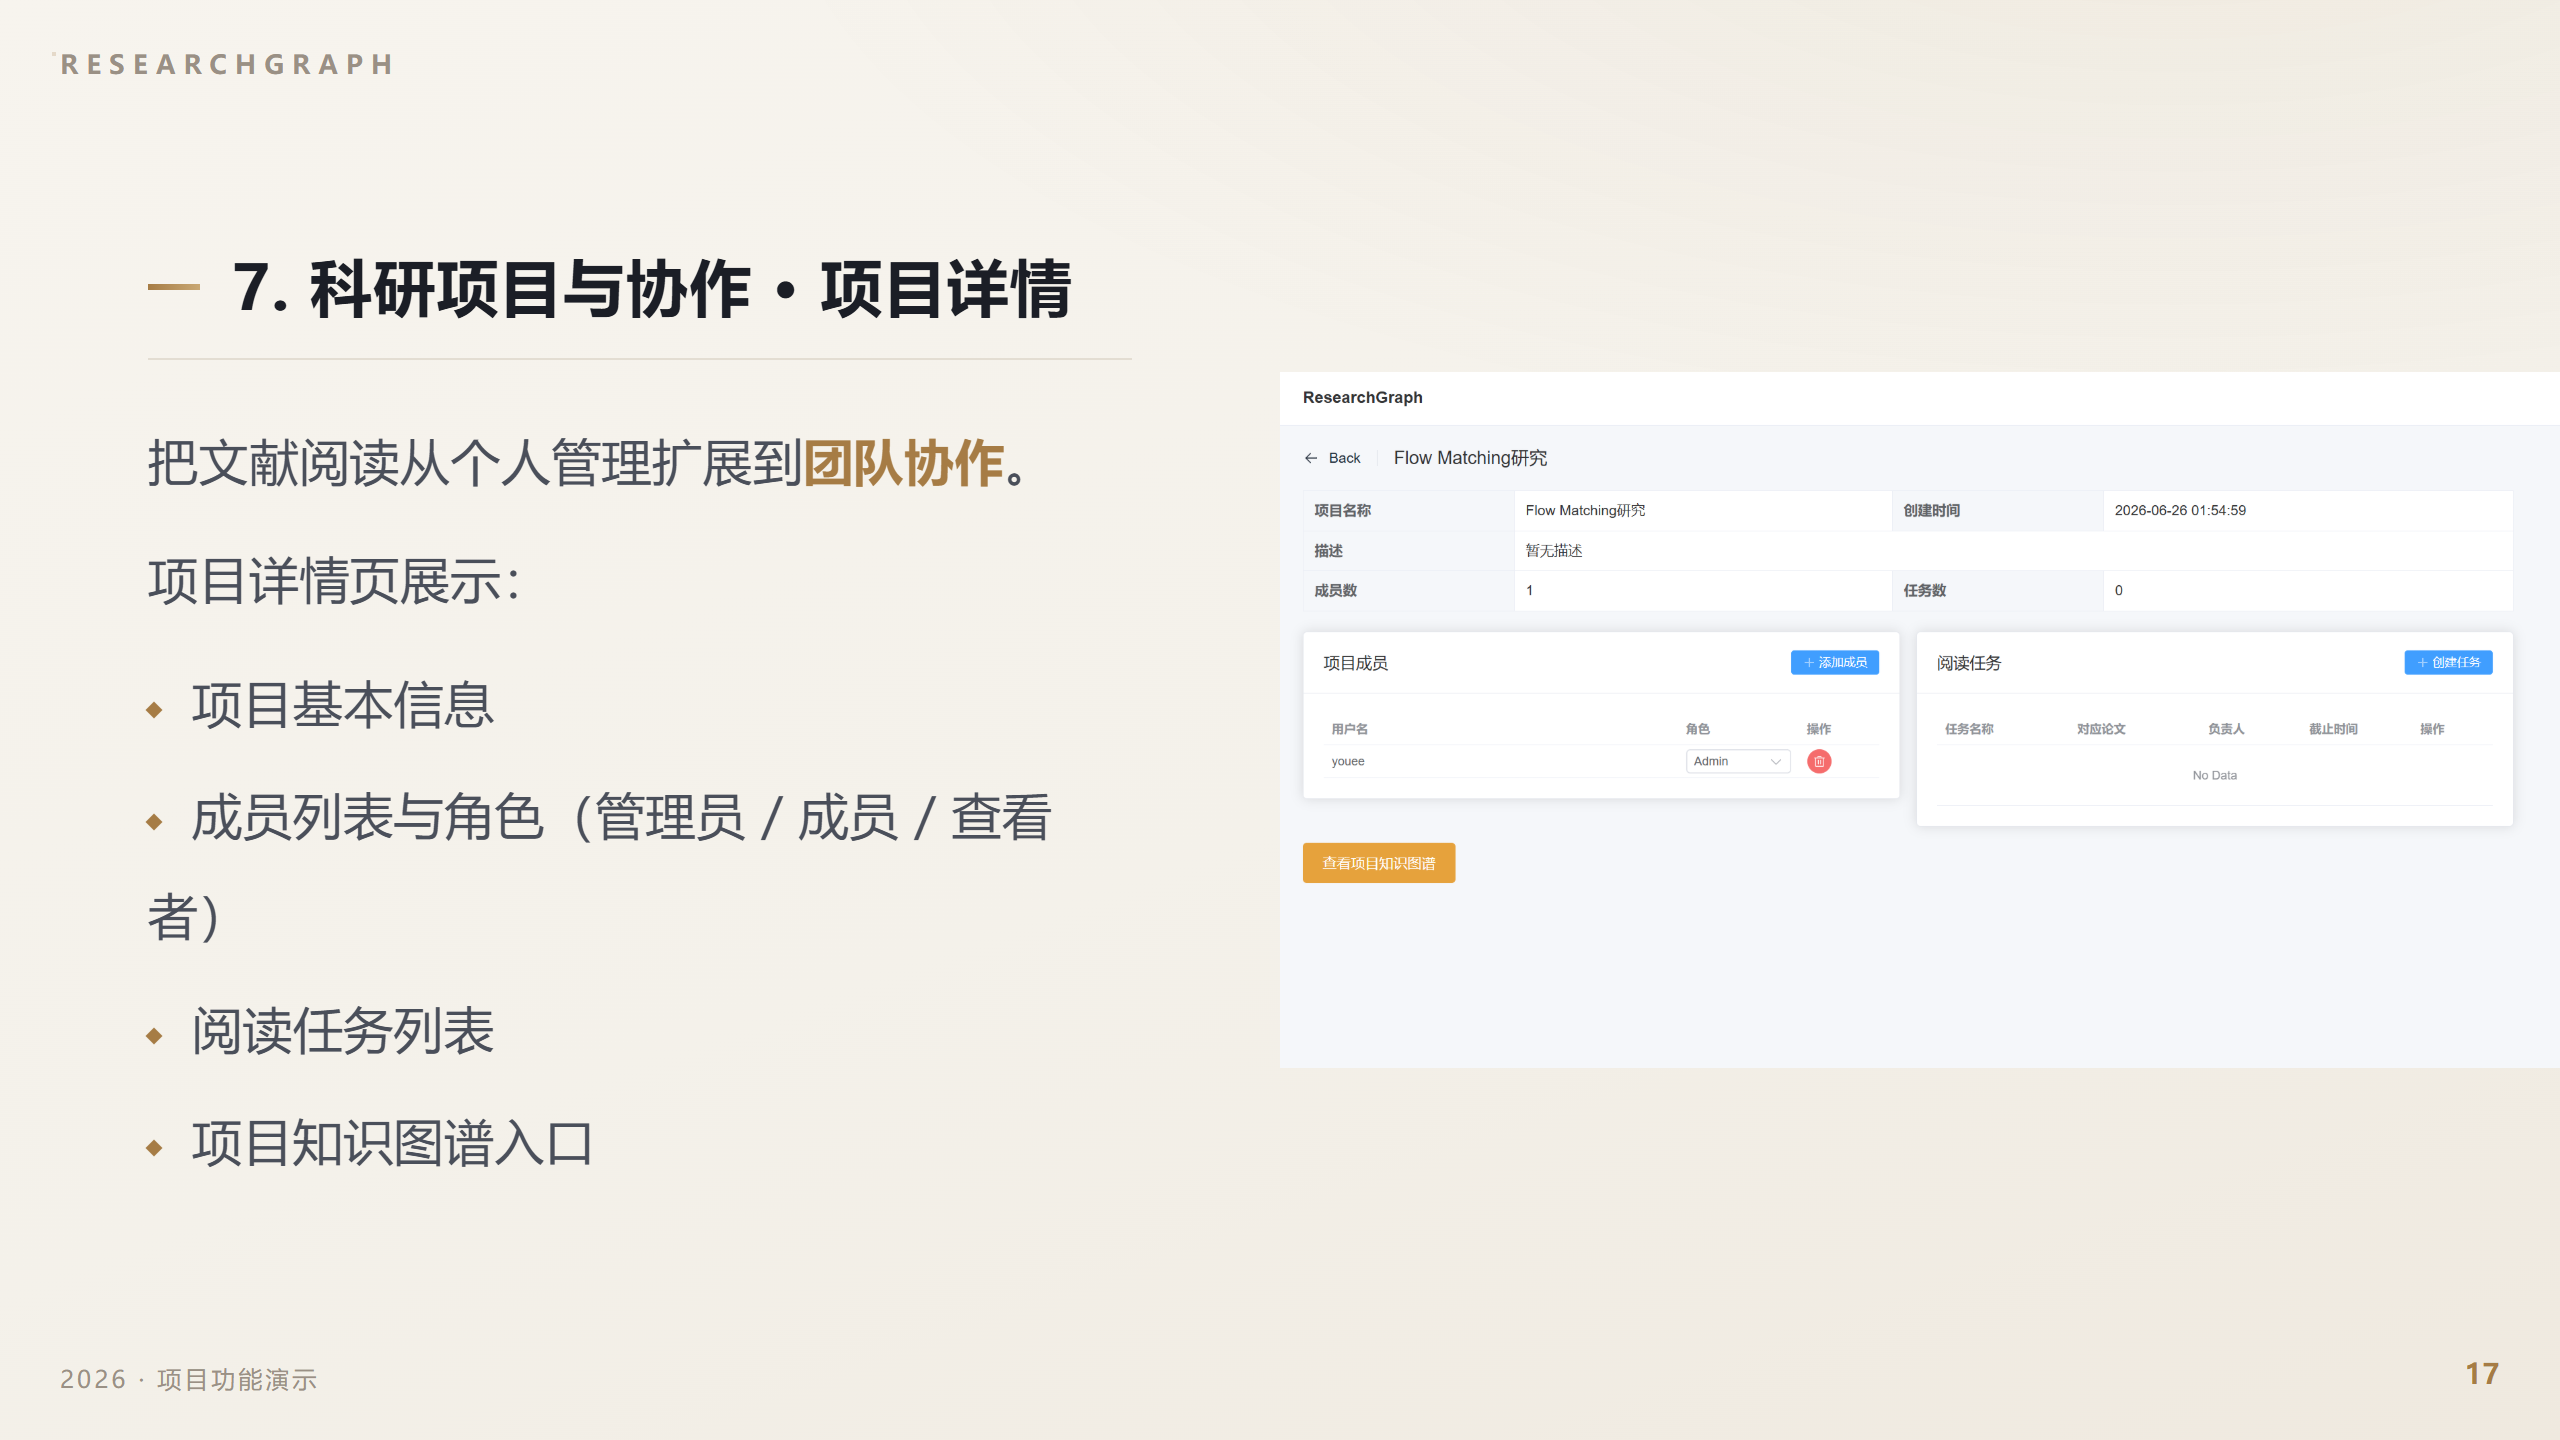 RESEARCHGRAPH
7. 科研项目与协作 · 项目详情
把文献阅读从个人管理扩展到团队协作。
项目详情页展示：
项目基本信息
成员列表与角色（管理员 / 成员 / 查看
者）
阅读任务列表
项目知识图谱入口
ResearchGraph
Back Flow Matching研究
项目名称 Flow Matching研究 创建时间 2026-06-26 01:54:59
描述 暂无描述
成员数 1 任务数 0
项目成员 + 添加成员
用户名 角色 操作
youee Admin
阅读任务 + 创建任务
任务名称 对应论文 负责人 截止时间 操作
No Data
查看项目知识图谱
2026 · 项目功能演示
17